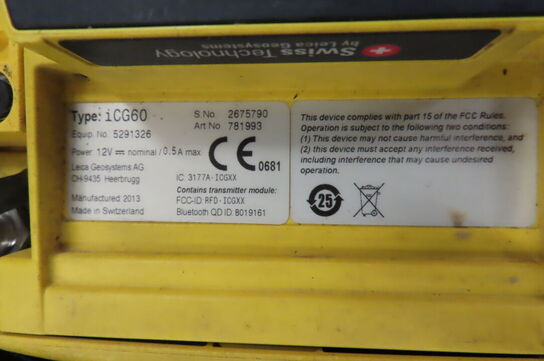 Swiss Technology
by Leica Geosystems
Type: iCG60
Equip. No. 5291326
Power: 12V nominal / 0.5A max.
Leica Geosystems AG
CH-9435 Heerbrugg
Manufactured 2013
Made in Switzerland
S.No. 2675790
Art.No. 781993
CE 0681
IC: 3177A-ICGXX
Contains transmitter module:
FCC-ID: RFD-ICGXX
Bluetooth QD ID: B019161
This device complies with part 15 of the FCC Rules.
Operation is subject to the following two conditions:
(1) This device may not cause harmful interference, and
(2) this device must accept any interference received,
including interference that may cause undesired
operation.
25